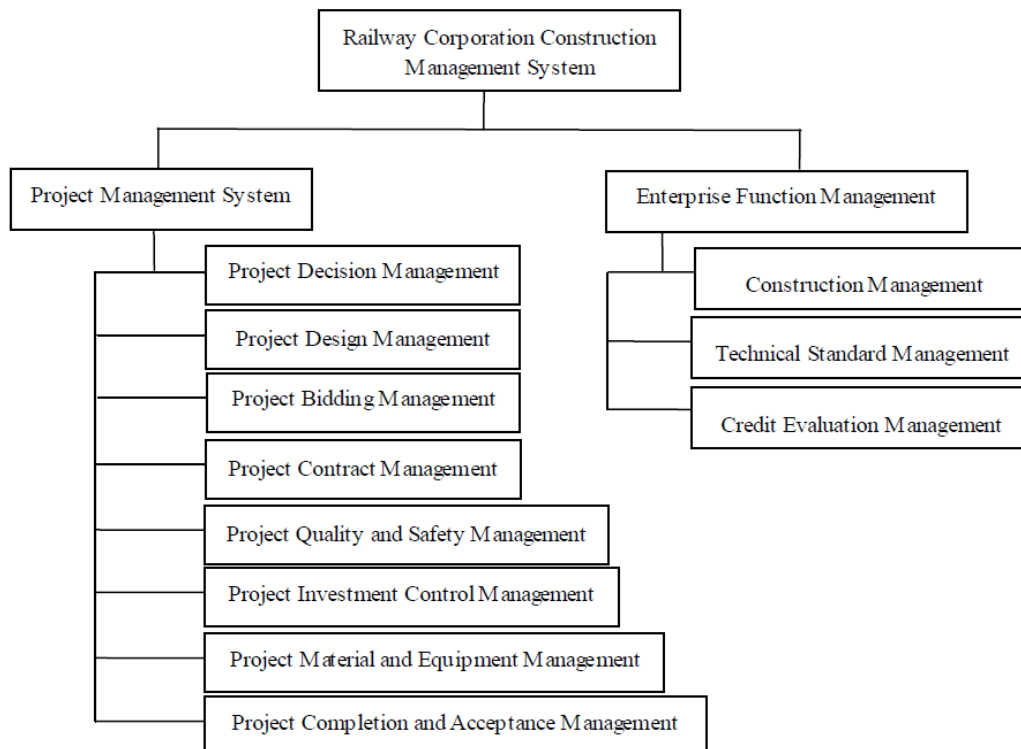 Railway Corporation Construction
Management System
Project Management System
Enterprise Function Management
Project Decision Management
Project Design Management
Project Bidding Management
Project Contract Management
Project Quality and Safety Management
Project Investment Control Management
Project Material and Equipment Management
Project Completion and Acceptance Management
Construction Management
Technical Standard Management
Credit Evaluation Management